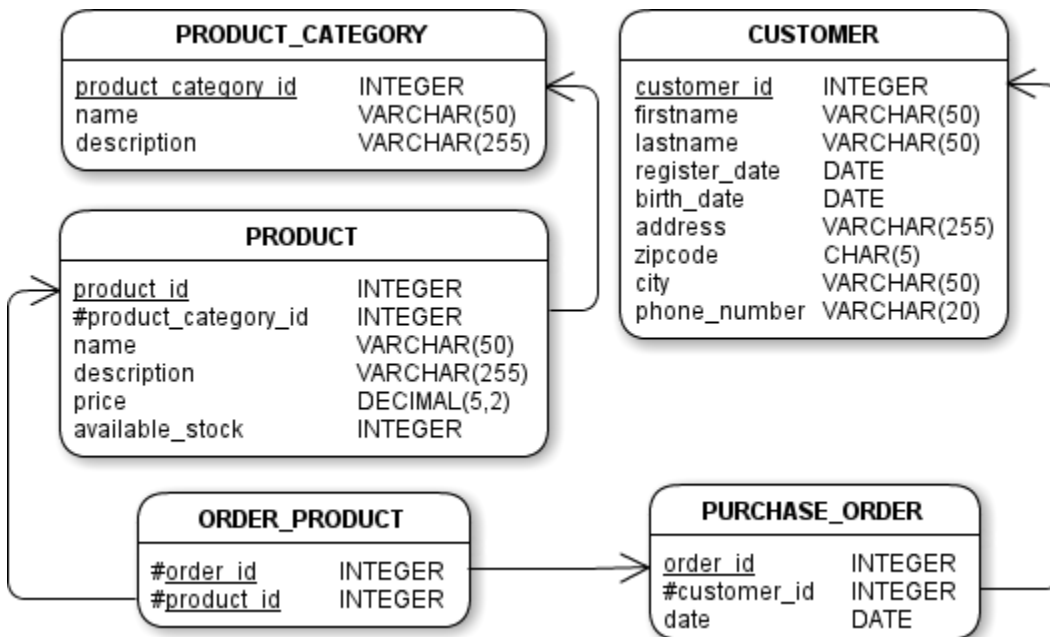 PRODUCT_CATEGORY
product_category_id INTEGER
name VARCHAR(50)
description VARCHAR(255)
CUSTOMER
customer_id INTEGER
firstname VARCHAR(50)
lastname VARCHAR(50)
register_date DATE
birth_date DATE
address VARCHAR(255)
zipcode CHAR(5)
city VARCHAR(50)
phone_number VARCHAR(20)
PRODUCT
product_id INTEGER
#product_category_id INTEGER
name VARCHAR(50)
description VARCHAR(255)
price DECIMAL(5,2)
available_stock INTEGER
ORDER_PRODUCT
#order_id INTEGER
#product_id INTEGER
PURCHASE_ORDER
order_id INTEGER
#customer_id INTEGER
date DATE